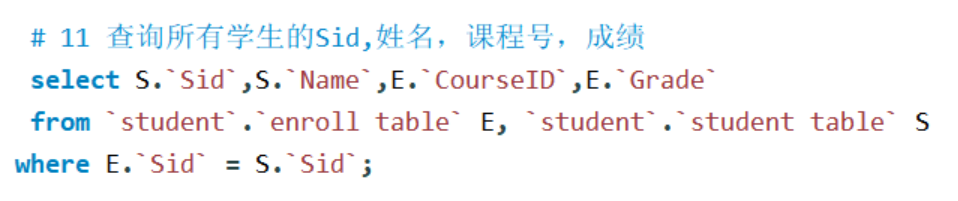 # 11 查询所有学生的Sid,姓名，课程号，成绩
select S.`Sid`,S.`Name`,E.`CourseID`,E.`Grade`
from `student`.`enroll table` E, `student`.`student table` S
where E.`Sid` = S.`Sid`;